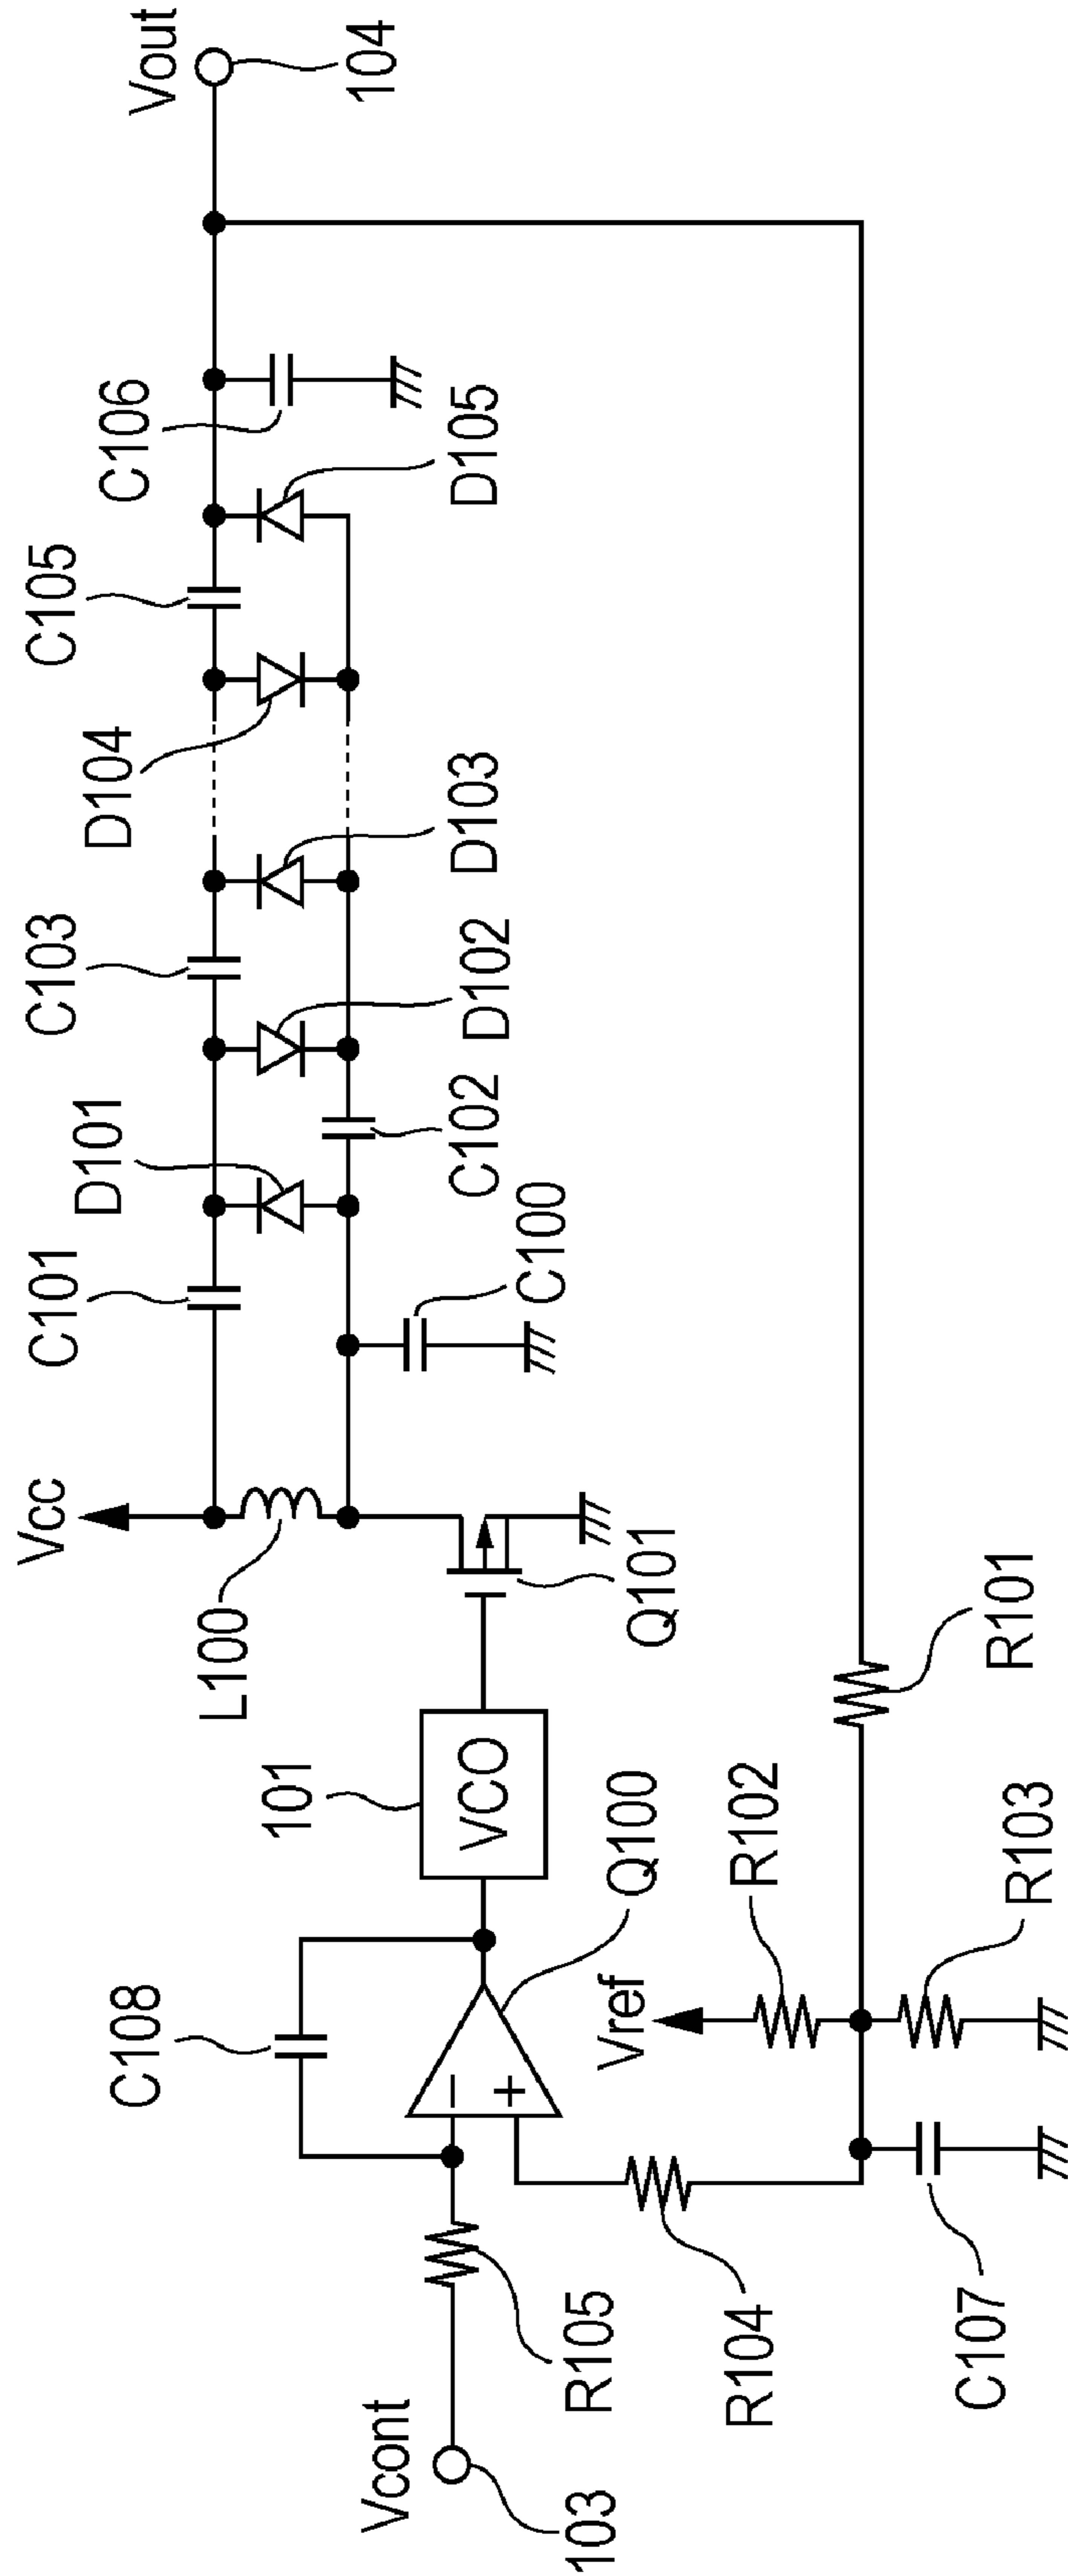 Vcont
103
R105
C108
Q100
R104
C107
Vref
R102
R103
101
VCO
R101
Q101
L100
Vcc
C101
D101
C100
C102
C103
D102
D103
D104
C105
D105
C106
Vout
104
−
+